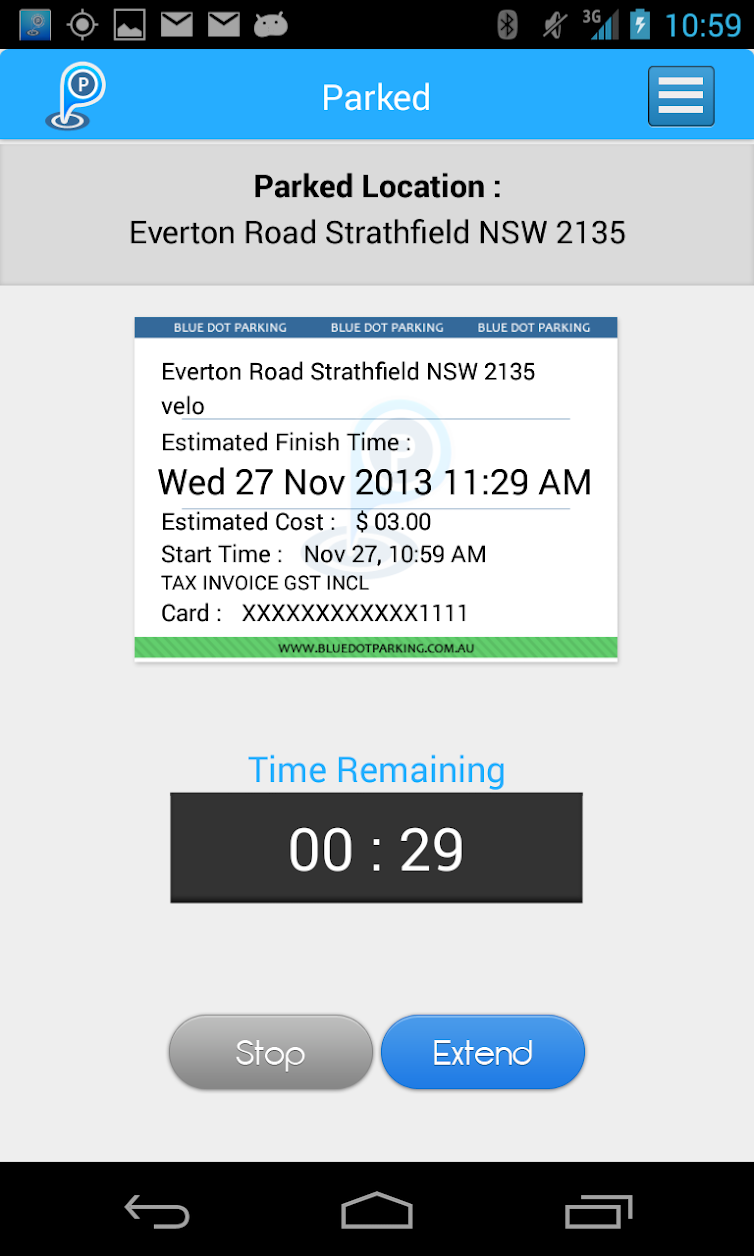 3G 10:59
P Parked
Parked Location :
Everton Road Strathfield NSW 2135
BLUE DOT PARKING BLUE DOT PARKING BLUE DOT PARKING
Everton Road Strathfield NSW 2135
velo
Estimated Finish Time :
Wed 27 Nov 2013 11:29 AM
Estimated Cost : $ 03.00
Start Time : Nov 27, 10:59 AM
TAX INVOICE GST INCL
Card : XXXXXXXXXXXX1111
WWW.BLUEDOTPARKING.COM.AU
Time Remaining
00 : 29
Stop Extend